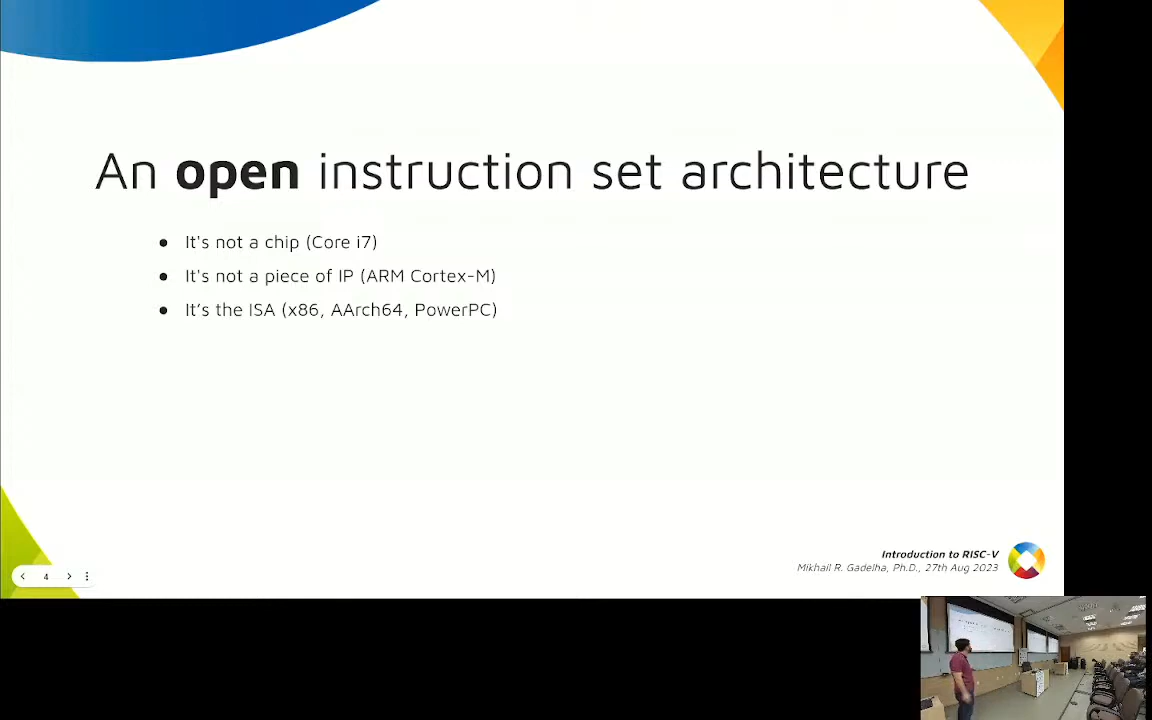 An open instruction set architecture
● It's not a chip (Core i7)
● It's not a piece of IP (ARM Cortex-M)
● It’s the ISA (x86, AArch64, PowerPC)
Introduction to RISC-V
Mikhail R. Gadelha, Ph.D., 27th Aug 2023
4